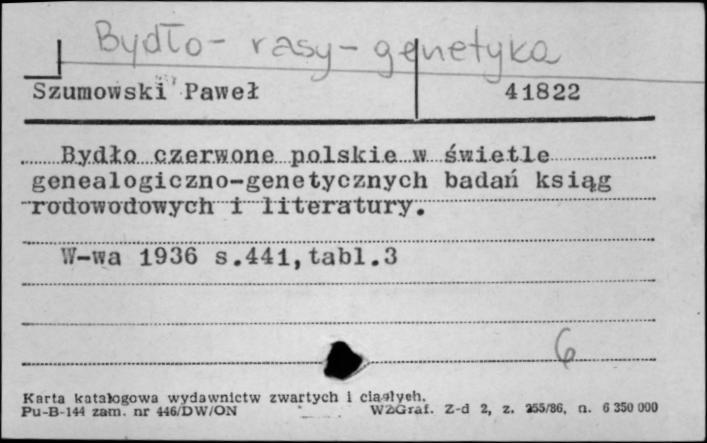 Bydło - rasy - genetyka
Szumowski Paweł 41822
Bydło czerwone polskie w świetle
genealogiczno-genetycznych badań ksiąg
rodowodowych i literatury.
W-wa 1936 s.441,tabl.3
6
Karta katalogowa wydawnictw zwartych i ciągłych.
Pu-B-144 zam. nr 446/DW/ON WZGraf. Z-d 2, z. 255/86, n. 6 350 000